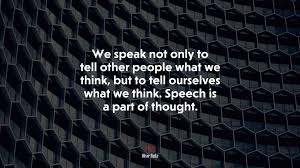 We speak not only to
tell other people what we
think, but to tell ourselves
what we think. Speech is
a part of thought.